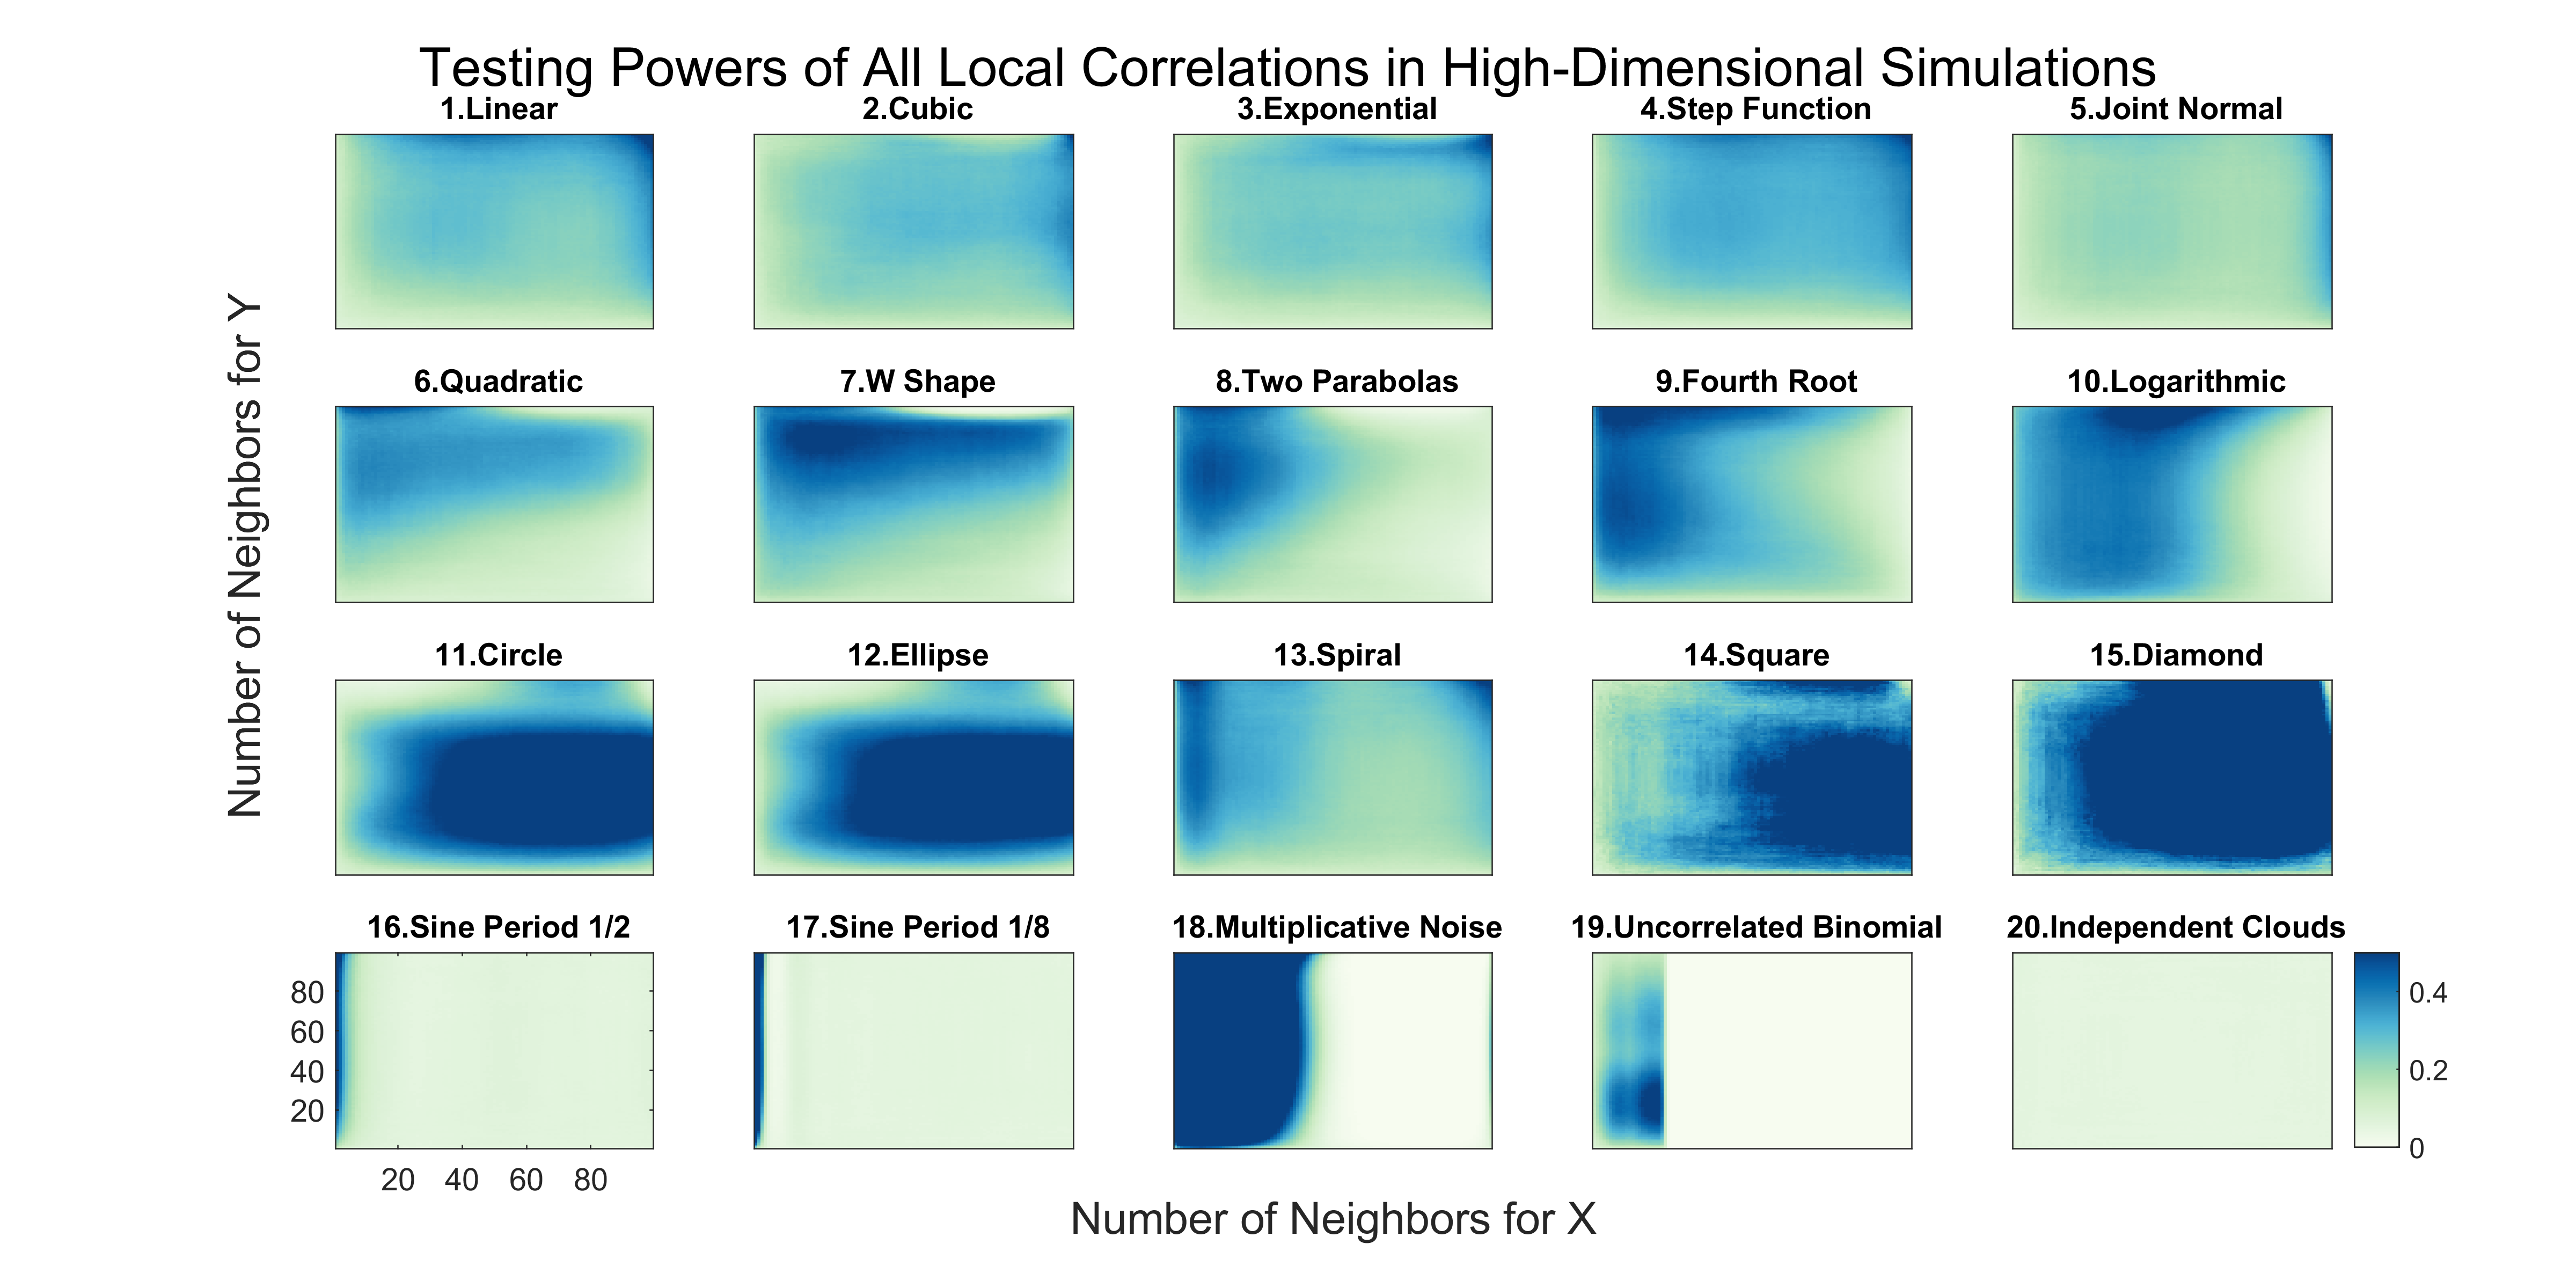 Testing Powers of All Local Correlations in High-Dimensional Simulations
1.Linear
2.Cubic
3.Exponential
4.Step Function
5.Joint Normal
6.Quadratic
7.W Shape
8.Two Parabolas
9.Fourth Root
10.Logarithmic
11.Circle
12.Ellipse
13.Spiral
14.Square
15.Diamond
16.Sine Period 1/2
17.Sine Period 1/8
18.Multiplicative Noise
19.Uncorrelated Binomial
20.Independent Clouds
Number of Neighbors for Y
80
60
40
20
20 40 60 80
0.4
0.2
0
Number of Neighbors for X